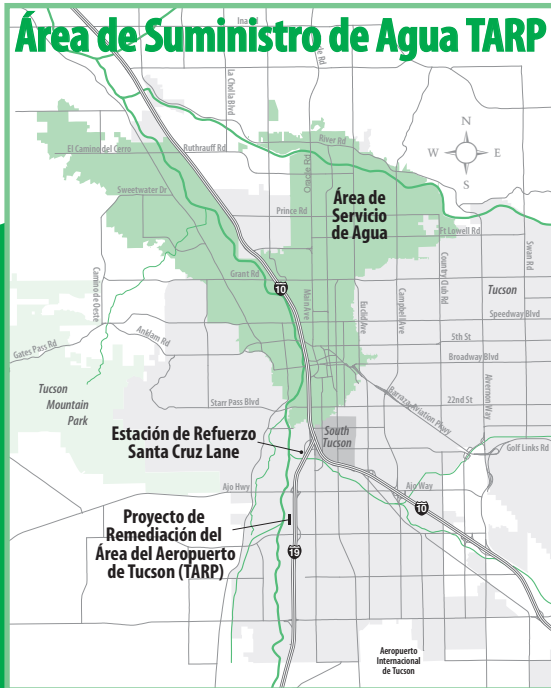 Área de Suministro de Agua TARP
Ina Rd
La Cholla Blvd
River Rd
El Camino del Cerro
Ruthrauff Rd
N
W
E
S
Oracle Rd
Sweetwater Dr
Prince Rd
Área de
Servicio
de Agua
Ft Lowell Rd
Camino de Oeste
Grant Rd
10
Main Ave
Euclid Ave
Campbell Ave
Country Club Rd
Swan Rd
Tucson
Speedway Blvd
Gates Pass Rd
Anklam Rd
5th St
Broadway Blvd
Tucson
Mountain
Park
Starr Pass Blvd
Barraza-Aviation Pkwy
22nd St
Alvernon Way
Estación de Refuerzo
Santa Cruz Lane
South
Tucson
Golf Links Rd
Ajo Hwy
Ajo Way
10
Proyecto de
Remediación del
Área del Aeropuerto
de Tucson (TARP)
19
Aeropuerto
Internacional
de Tucson